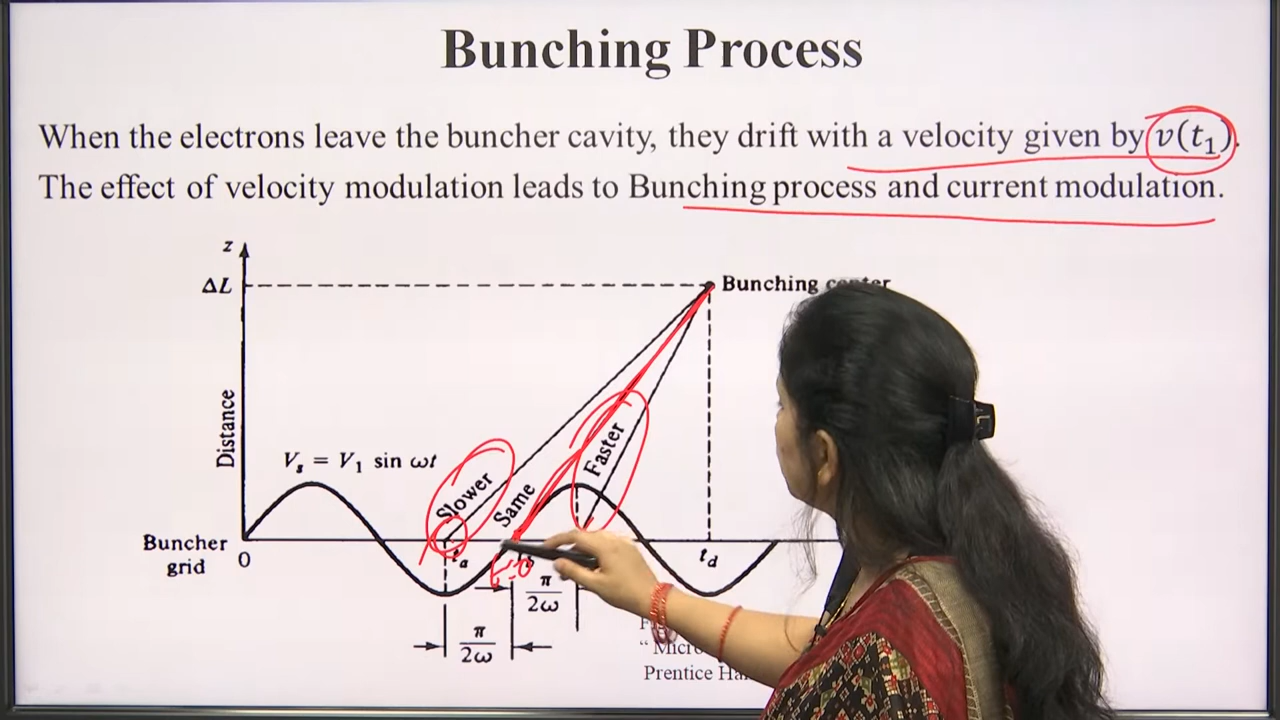 Bunching Process
When the electrons leave the buncher cavity, they drift with a velocity given by v(t₁).
The effect of velocity modulation leads to Bunching process and current modulation.
z
ΔL
Bunching center
Distance
Vₛ = V₁ sin ωt
Slower
Same
Faster
Buncher
grid
0
tₐ
t_d
π
2ω
π
2ω
Prentice